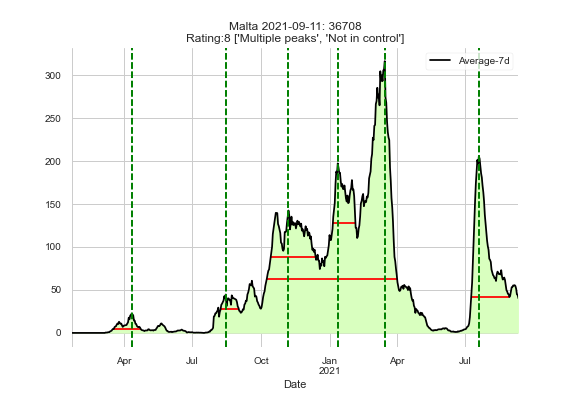 Malta 2021-09-11: 36708
Rating:8 ['Multiple peaks', 'Not in control']
Average-7d
300
250
200
150
100
50
0
Apr
Jul
Oct
Jan
2021
Apr
Jul
Date